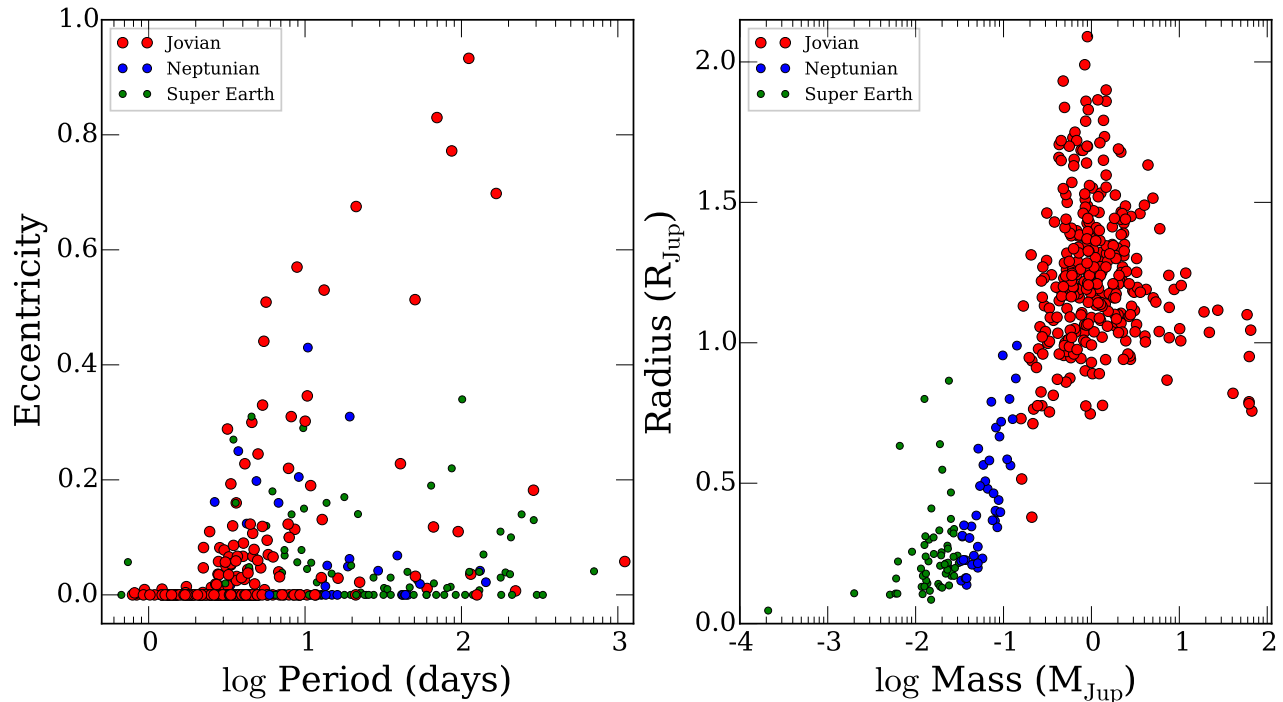 1.0
0.8
0.6
0.4
0.2
0.0
Eccentricity
Jovian
Neptunian
Super Earth
0
1
2
3
log Period (days)
2.0
1.5
1.0
0.5
0.0
Radius (R_Jup)
Jovian
Neptunian
Super Earth
-4
-3
-2
-1
0
1
2
log Mass (M_Jup)